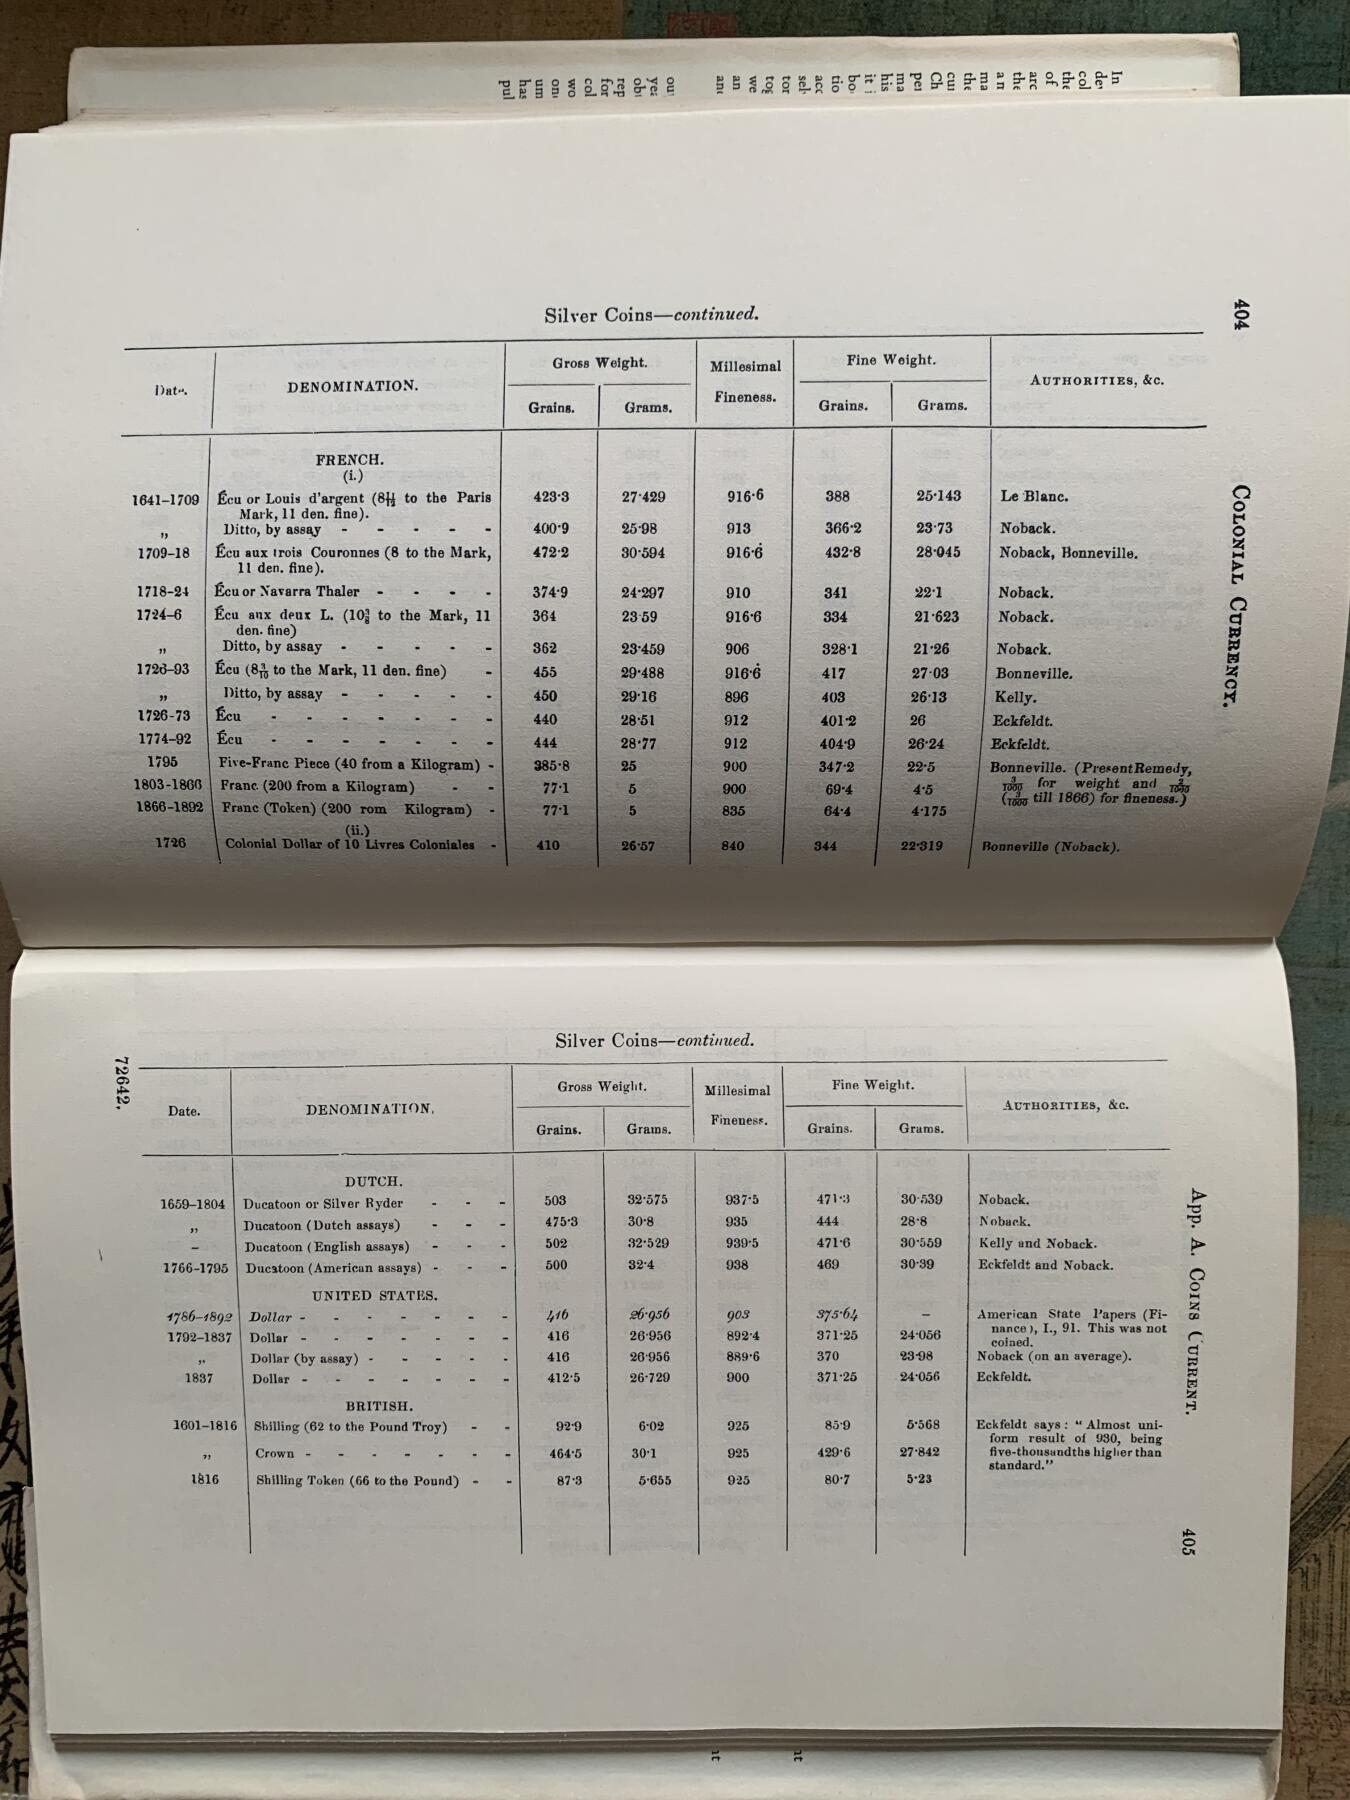 404
COLONIAL CURRENCY.
Silver Coins—continued.
Date. DENOMINATION. Gross Weight. Millesimal Fineness. Fine Weight. AUTHORITIES, &c.
Grains. Grams. Grains. Grams.
FRENCH.
(i.)
1641–1709 Écu or Louis d'argent (8 11/12 to the Paris 423·3 27·429 916·6 388 25·143 Le Blanc.
Mark, 11 den. fine).
„ Ditto, by assay - - - - - 400·9 25·98 913 366·2 23·73 Noback.
1709–18 Écu aux trois Couronnes (8 to the Mark, 472·2 30·594 916·6̇ 432·8 28·045 Noback, Bonneville.
11 den. fine).
1718–24 Écu or Navarra Thaler - - - - 374·9 24·297 910 341 22·1 Noback.
1724–6 Écu aux deux L. (10 3/8 to the Mark, 11 364 23·59 916·6 334 21·623 Noback.
den. fine)
„ Ditto, by assay - - - - - 362 23·459 906 328·1 21·26 Noback.
1726–93 Écu (8 3/10 to the Mark, 11 den. fine) - 455 29·488 916·6̇ 417 27·03 Bonneville.
„ Ditto, by assay - - - - - 450 29·16 896 403 26·13 Kelly.
1726-73 Écu - - - - - - - 440 28·51 912 401·2 26 Eckfeldt.
1774–92 Écu - - - - - - - 444 28·77 912 404·9 26·24 Eckfeldt.
1795 Five-Franc Piece (40 from a Kilogram) - 385·8 25 900 347·2 22·5 Bonneville. (Present Remedy,
1803–1866 Franc (200 from a Kilogram) - - 77·1 5 900 69·4 4·5 3/1000 for weight and 2/1000
1866–1892 Franc (Token) (200 rom Kilogram) - 77·1 5 835 64·4 4·175 (3/1000 till 1866) for fineness.)
(ii.)
1726 Colonial Dollar of 10 Livres Coloniales - 410 26·57 840 344 22·319 Bonneville (Noback).
72642.
App. A. COINS CURRENT.
405
Silver Coins—continued.
Date. DENOMINATION. Gross Weight. Millesimal Fineness. Fine Weight. AUTHORITIES, &c.
Grains. Grams. Grains. Grams.
DUTCH.
1659–1804 Ducatoon or Silver Ryder - - - 503 32·575 937·5 471·3 30·539 Noback.
„ Ducatoon (Dutch assays) - - - 475·3 30·8 935 444 28·8 Noback.
– Ducatoon (English assays) - - - 502 32·529 939·5 471·6 30·559 Kelly and Noback.
1766–1795 Ducatoon (American assays) - - - 500 32·4 938 469 30·39 Eckfeldt and Noback.
UNITED STATES.
1786–1892 Dollar - - - - - - - 416 26·956 903 375·64 – American State Papers (Fi-
nance), I., 91. This was not
coined.
1792–1837 Dollar - - - - - - - 416 26·956 892·4 371·25 24·056
„ Dollar (by assay) - - - - - 416 26·956 889·6 370 23·98 Noback (on an average).
1837 Dollar - - - - - - - 412·5 26·729 900 371·25 24·056 Eckfeldt.
BRITISH.
1601–1816 Shilling (62 to the Pound Troy) - - 92·9 6·02 925 85·9 5·568 Eckfeldt says: "Almost uni-
form result of 930, being
„ Crown - - - - - - - 464·5 30·1 925 429·6 27·842 five-thousandths higher than
standard."
1816 Shilling Token (66 to the Pound) - - 87·3 5·655 925 80·7 5·23